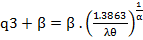 q3 + β = β . (1.3863/λθ)^(1/α)